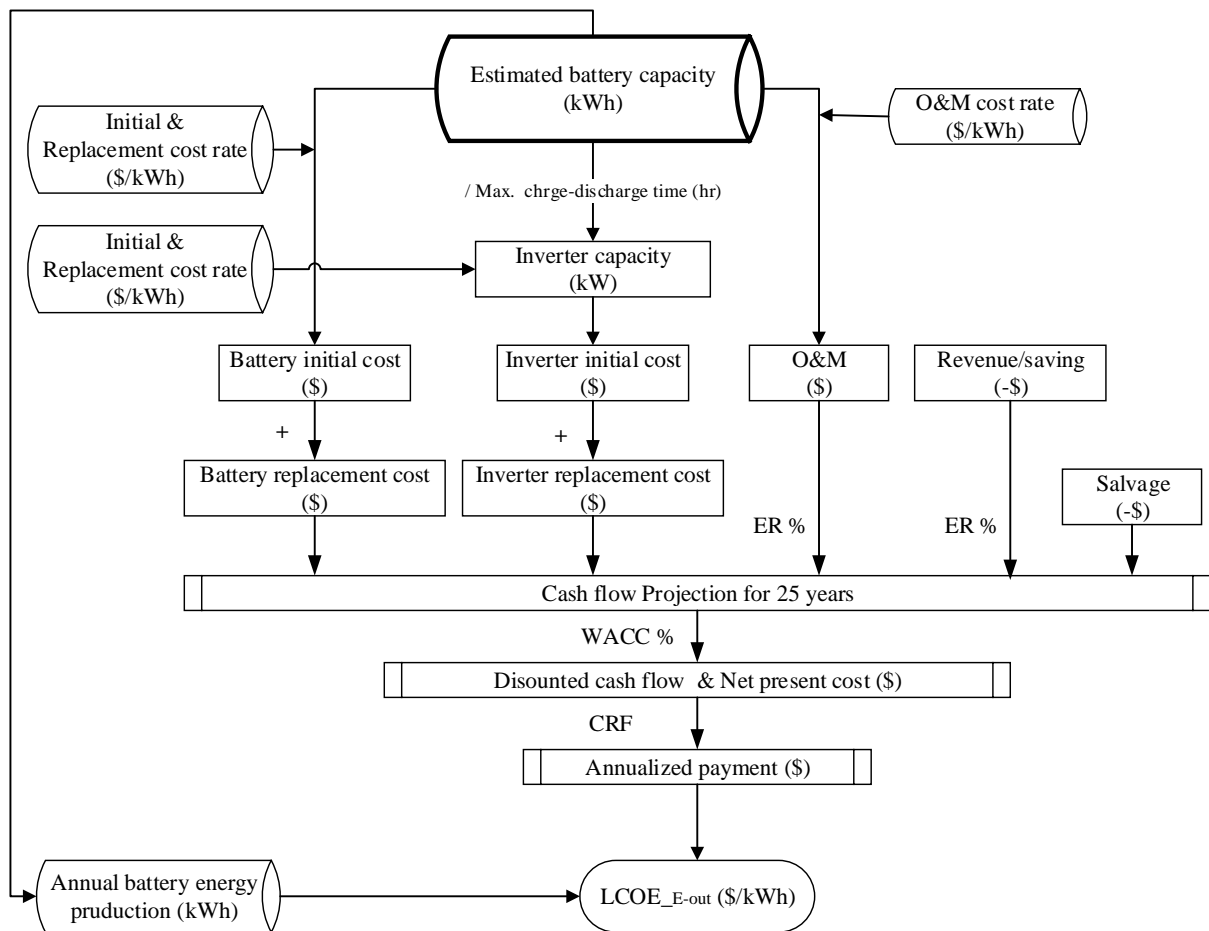 Estimated battery capacity
(kWh)
O&M cost rate
($/kWh)
Initial &
Replacement cost rate
($/kWh)
/ Max.  chrge-discharge time (hr)
Initial &
Replacement cost rate
($/kWh)
Inverter capacity
(kW)
Battery initial cost
($)
Inverter initial cost
($)
O&M
($)
Revenue/saving
(-$)
+
+
Battery replacement cost
($)
Inverter replacement cost
($)
Salvage
(-$)
ER %
ER %
Cash flow Projection for 25 years
WACC %
Disounted cash flow  & Net present cost ($)
CRF
Annualized payment ($)
Annual battery energy
pruduction (kWh)
LCOE_E-out ($/kWh)